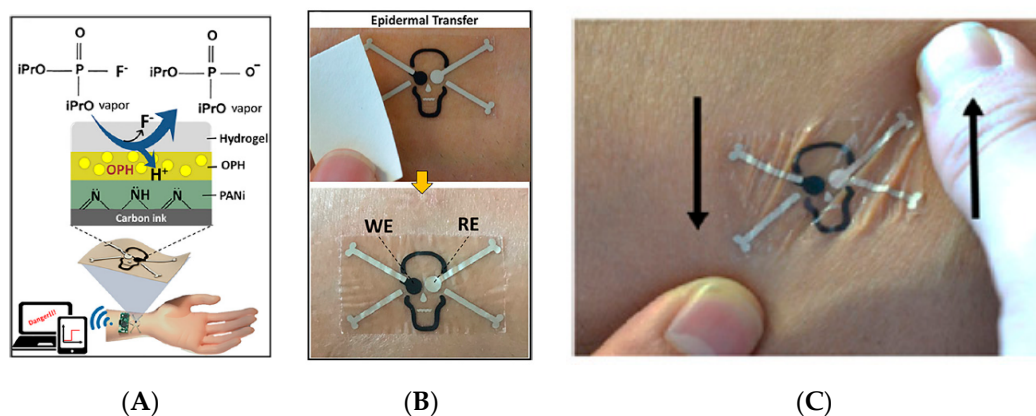 O
iPrO
P
F-
iPrO vapor
O
iPrO
P
O-
iPrO
vapor
F-
Hydrogel
OPH
H+
OPH
N
NH
N
PANi
Carbon ink
Danger!!!
Epidermal Transfer
WE
RE
(A)
(B)
(C)